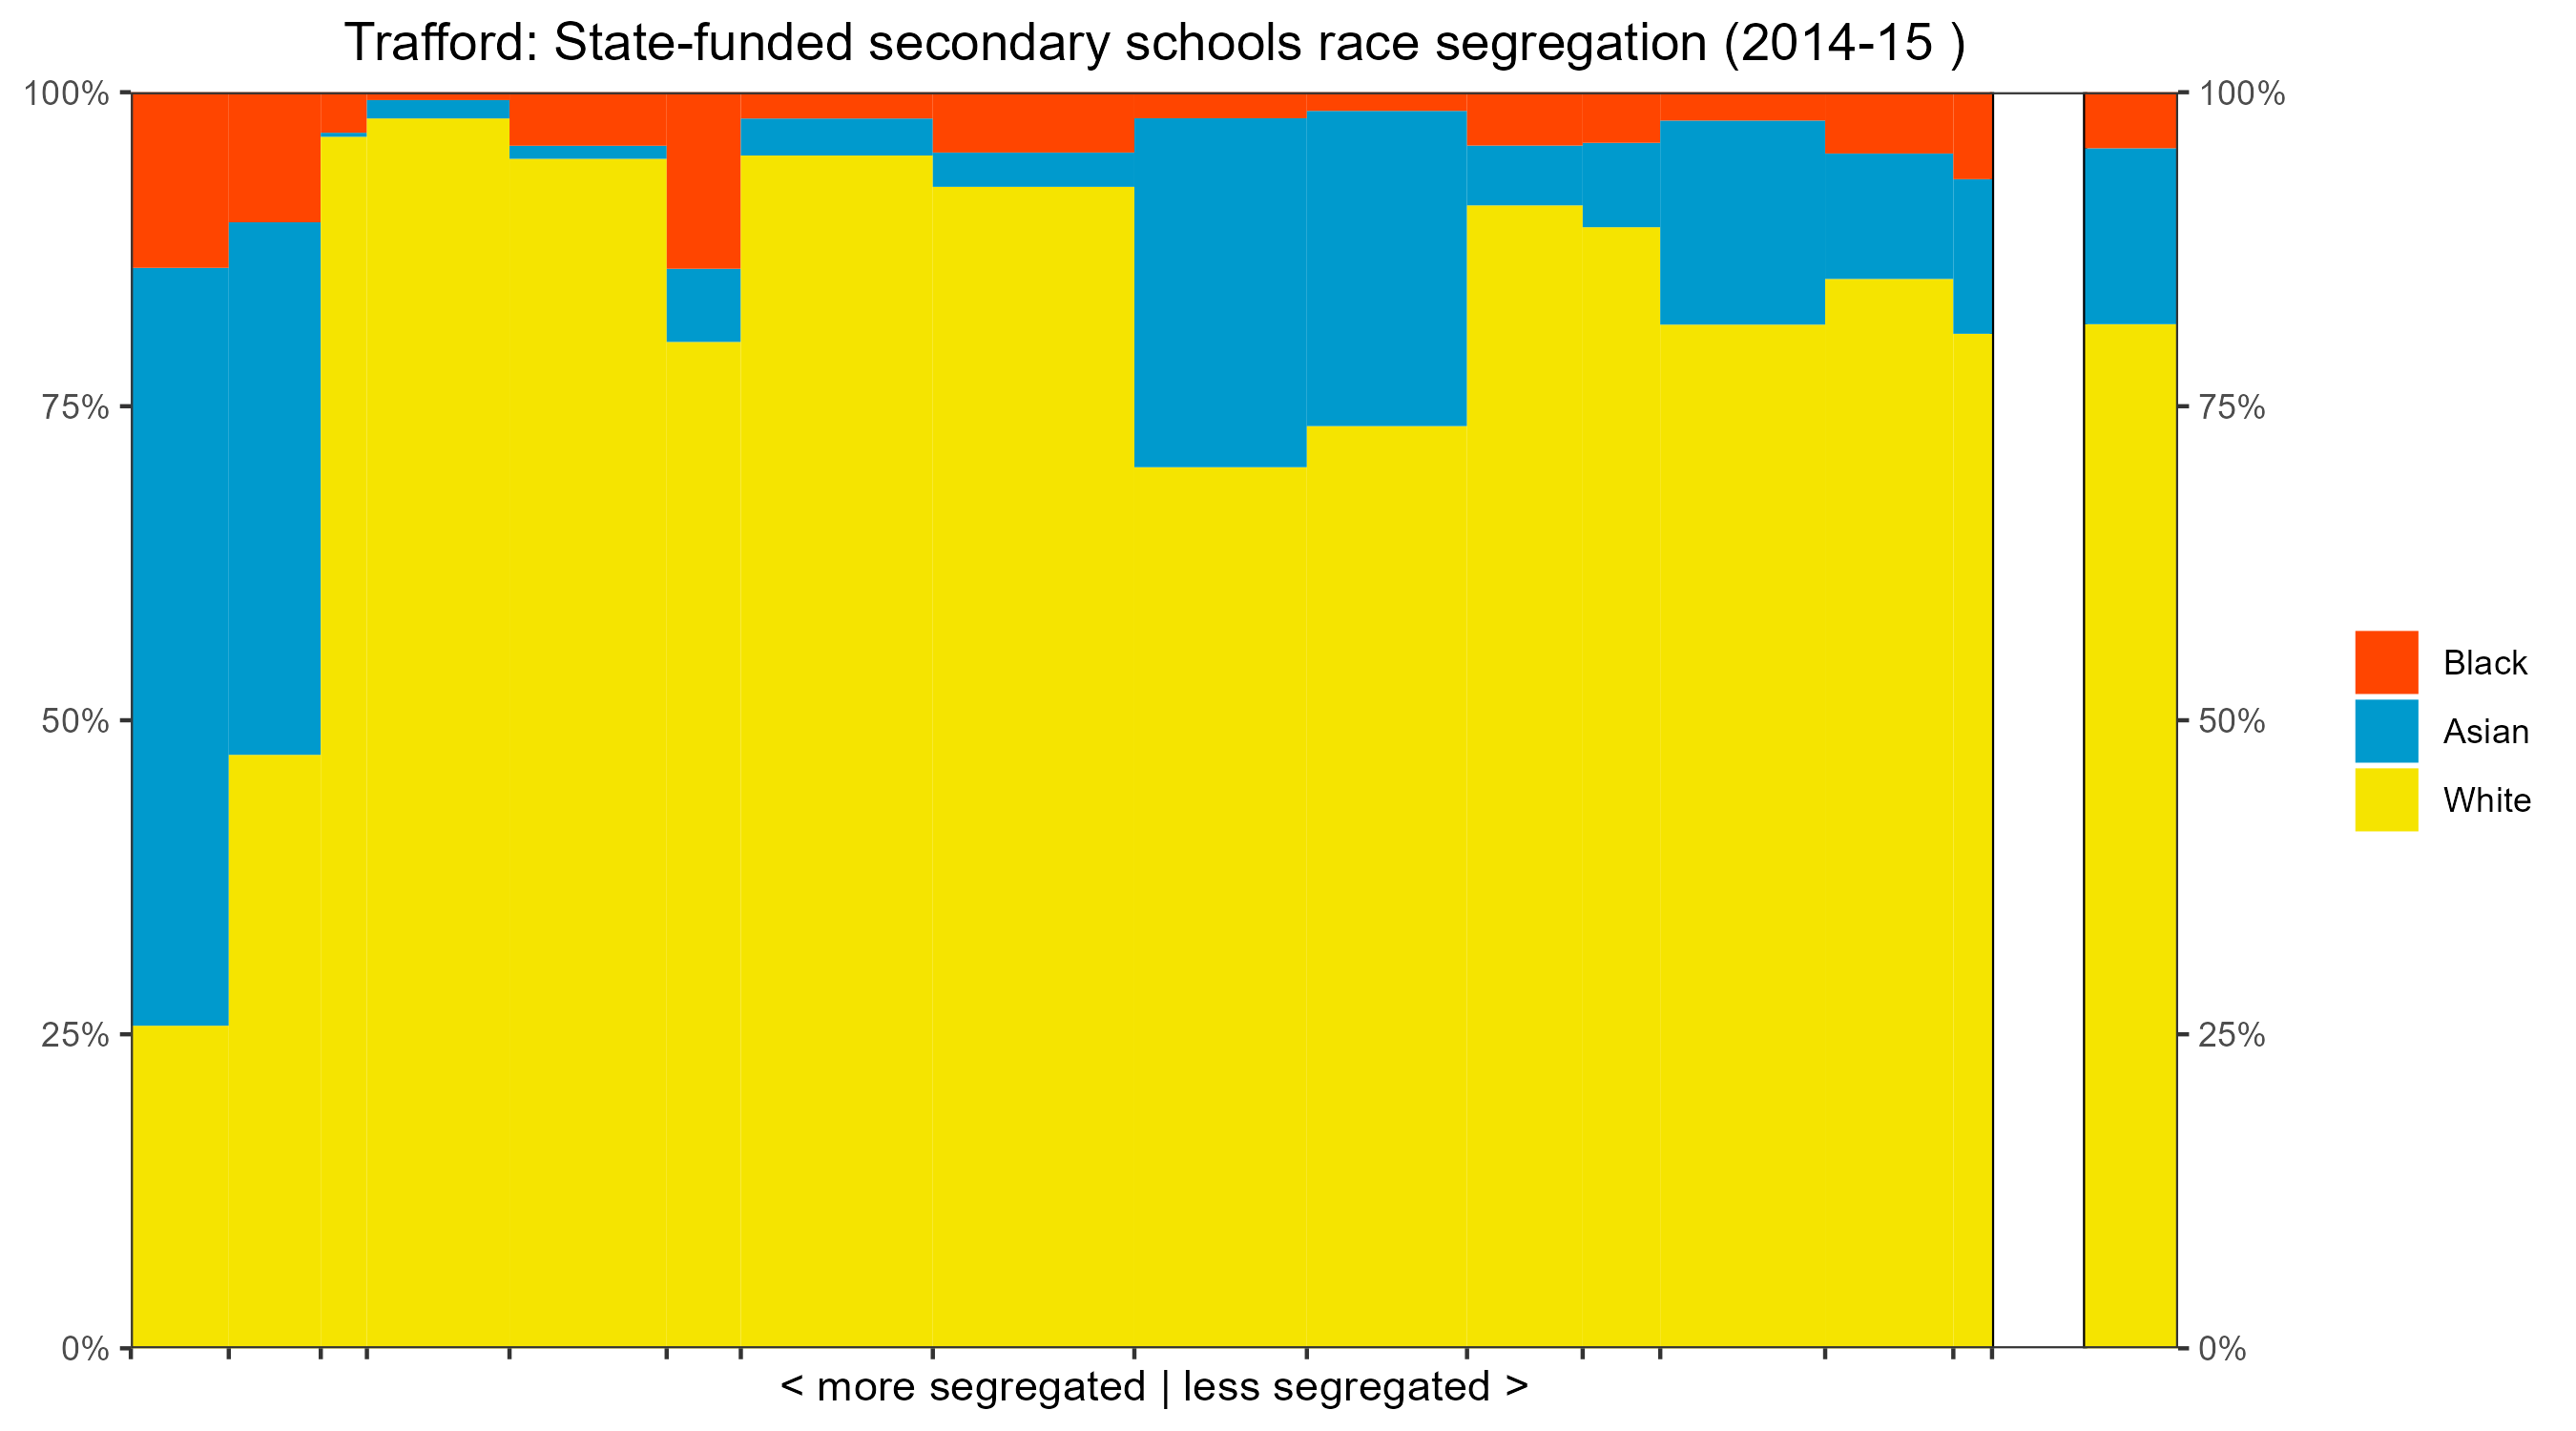 Trafford: State-funded secondary schools race segregation (2014-15 )
100%
100%
75%
75%
50%
50%
25%
25%
0%
0%
Black
Asian
White
< more segregated | less segregated >